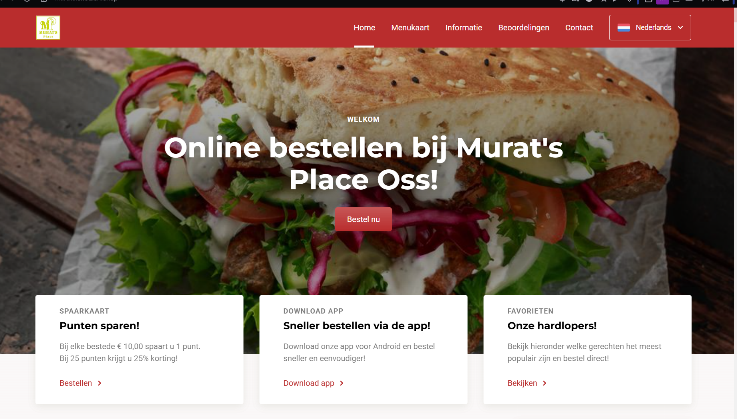 Home Menukaart Informatie Beoordelingen Contact Nederlands
WELKOM
Online bestellen bij Murat's
Place Oss!
Bestel nu
SPAARKAART
Punten sparen!
Bij elke bestede € 10,00 spaart u 1 punt.
Bij 25 punten krijgt u 25% korting!
Bestellen
DOWNLOAD APP
Sneller bestellen via de app!
Download onze app voor Android en bestel
sneller en eenvoudiger!
Download app
FAVORIETEN
Onze hardlopers!
Bekijk hieronder welke gerechten het meest
populair zijn en bestel direct!
Bekijken